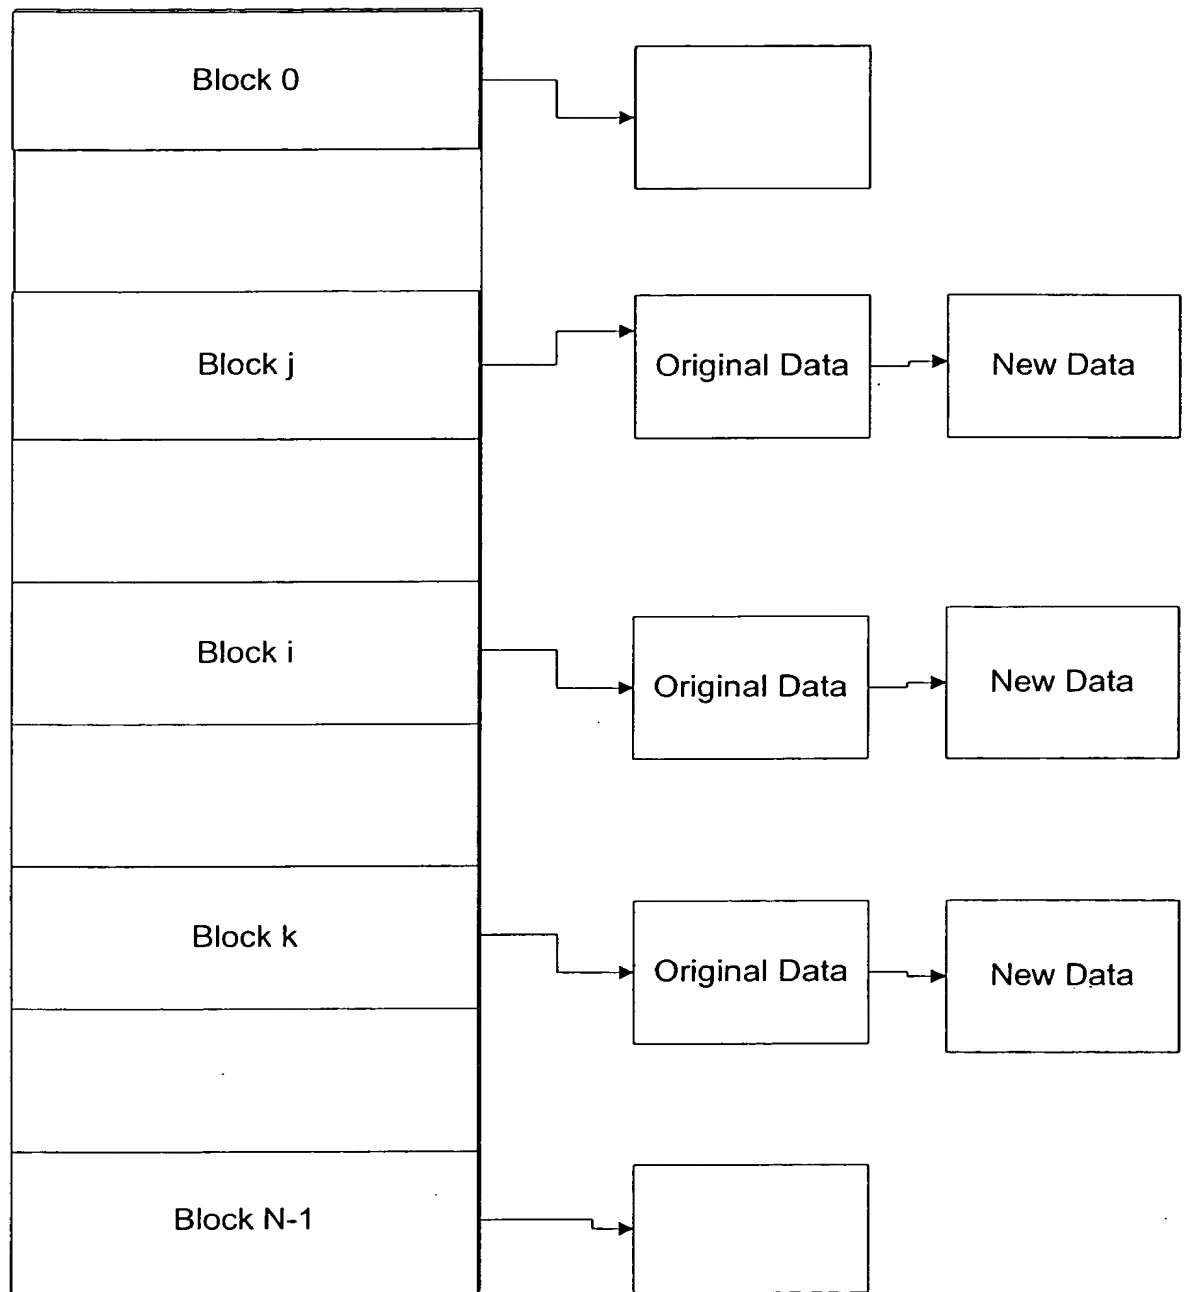 Block 0
Block j
Original Data
New Data
Block i
Original Data
New Data
Block k
Original Data
New Data
Block N-1